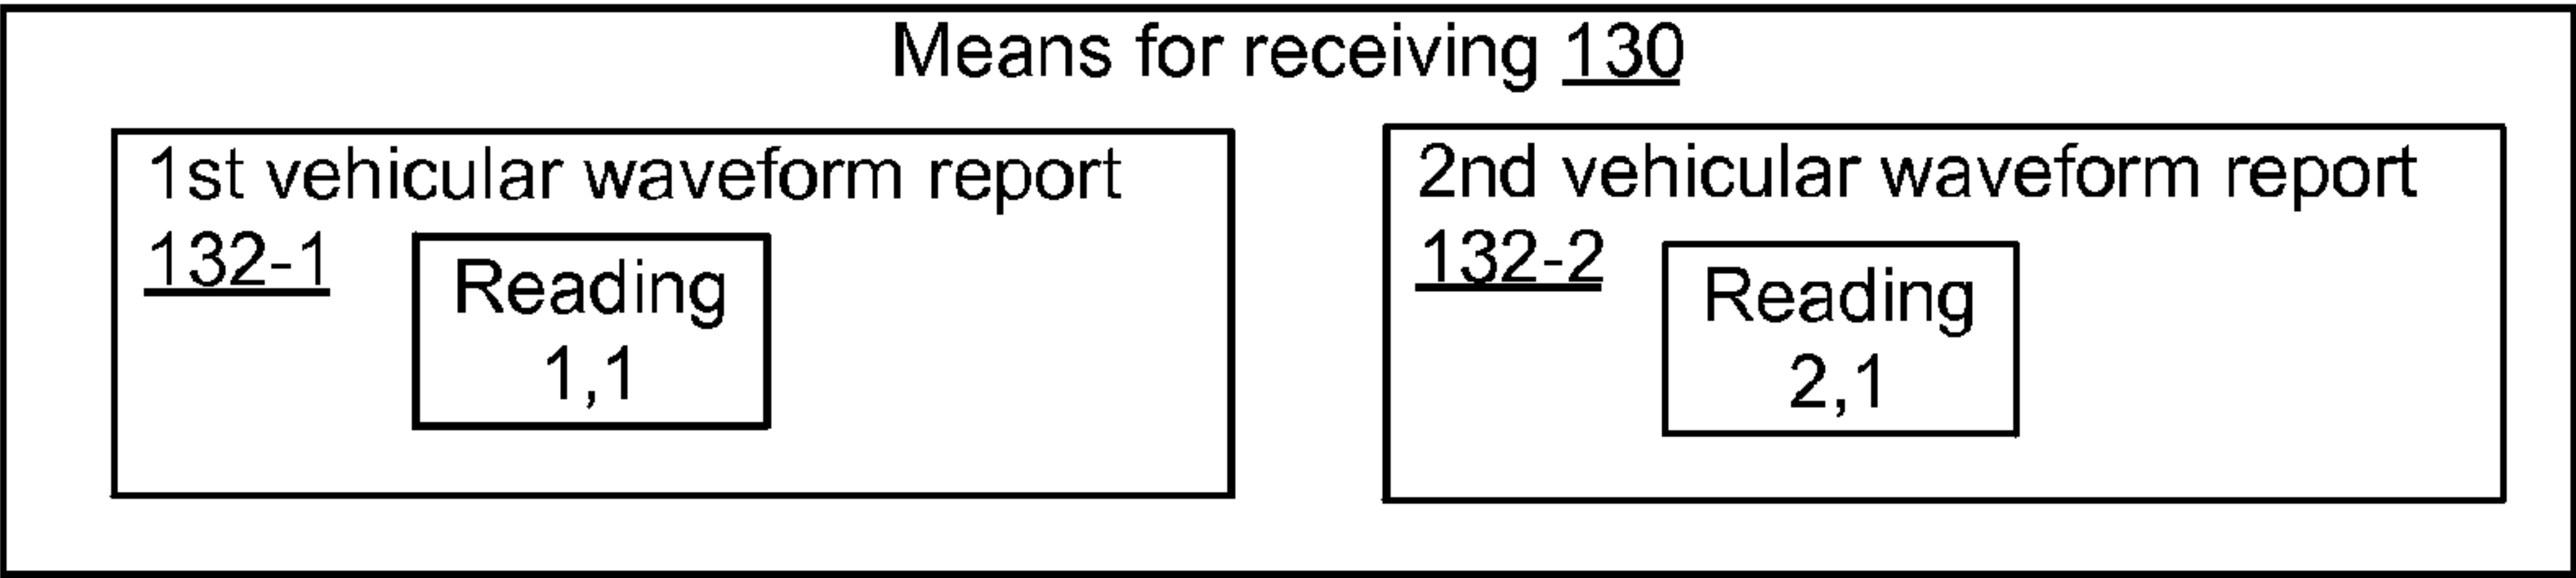 Means for receiving 130
1st vehicular waveform report
132-1
Reading
1,1
2nd vehicular waveform report
132-2
Reading
2,1